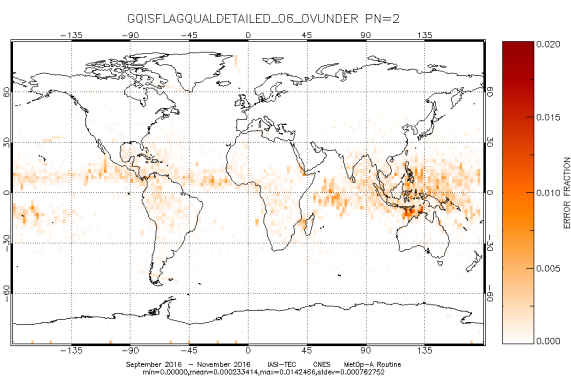 GQISFLAGQUALDETAILED_06_OVUNDER PN=2
−135 −90 −45 0 45 90 135
60 60
30 30
0 0
−30 −30
−60 −60
−135 −90 −45 0 45 90 135
0.020
0.015
0.010
0.005
0.000
ERROR FRACTION
September 2016 − November 2016 IASI−TEC CNES MetOp−A Routine
min=0.00000,mean=0.000233414,max=0.0142466,stdev=0.000762752